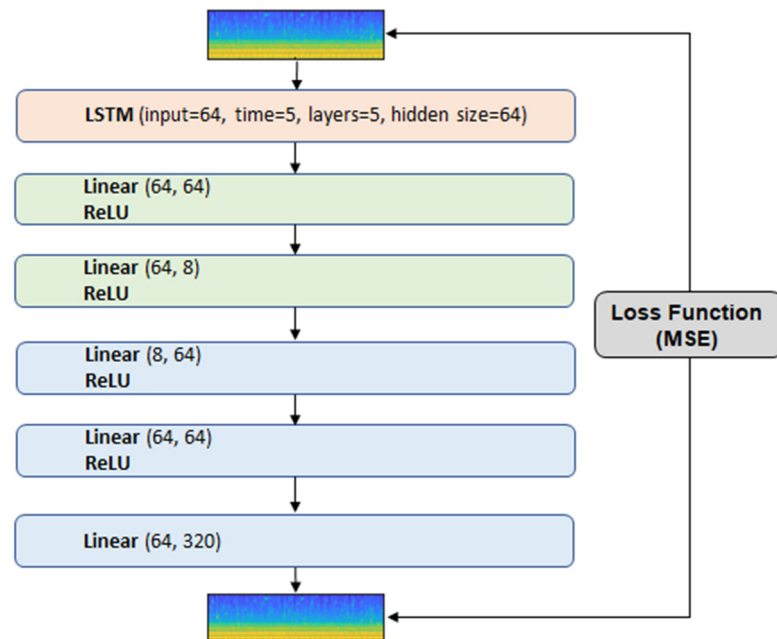 LSTM (input=64, time=5, layers=5, hidden size=64)
Linear (64, 64)
ReLU
Linear (64, 8)
ReLU
Linear (8, 64)
ReLU
Linear (64, 64)
ReLU
Linear (64, 320)
Loss Function
(MSE)